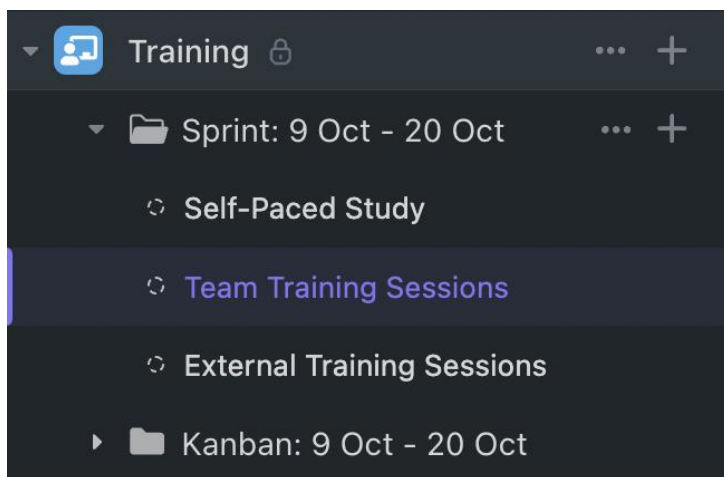 Training
Sprint: 9 Oct - 20 Oct
Self-Paced Study
Team Training Sessions
External Training Sessions
Kanban: 9 Oct - 20 Oct